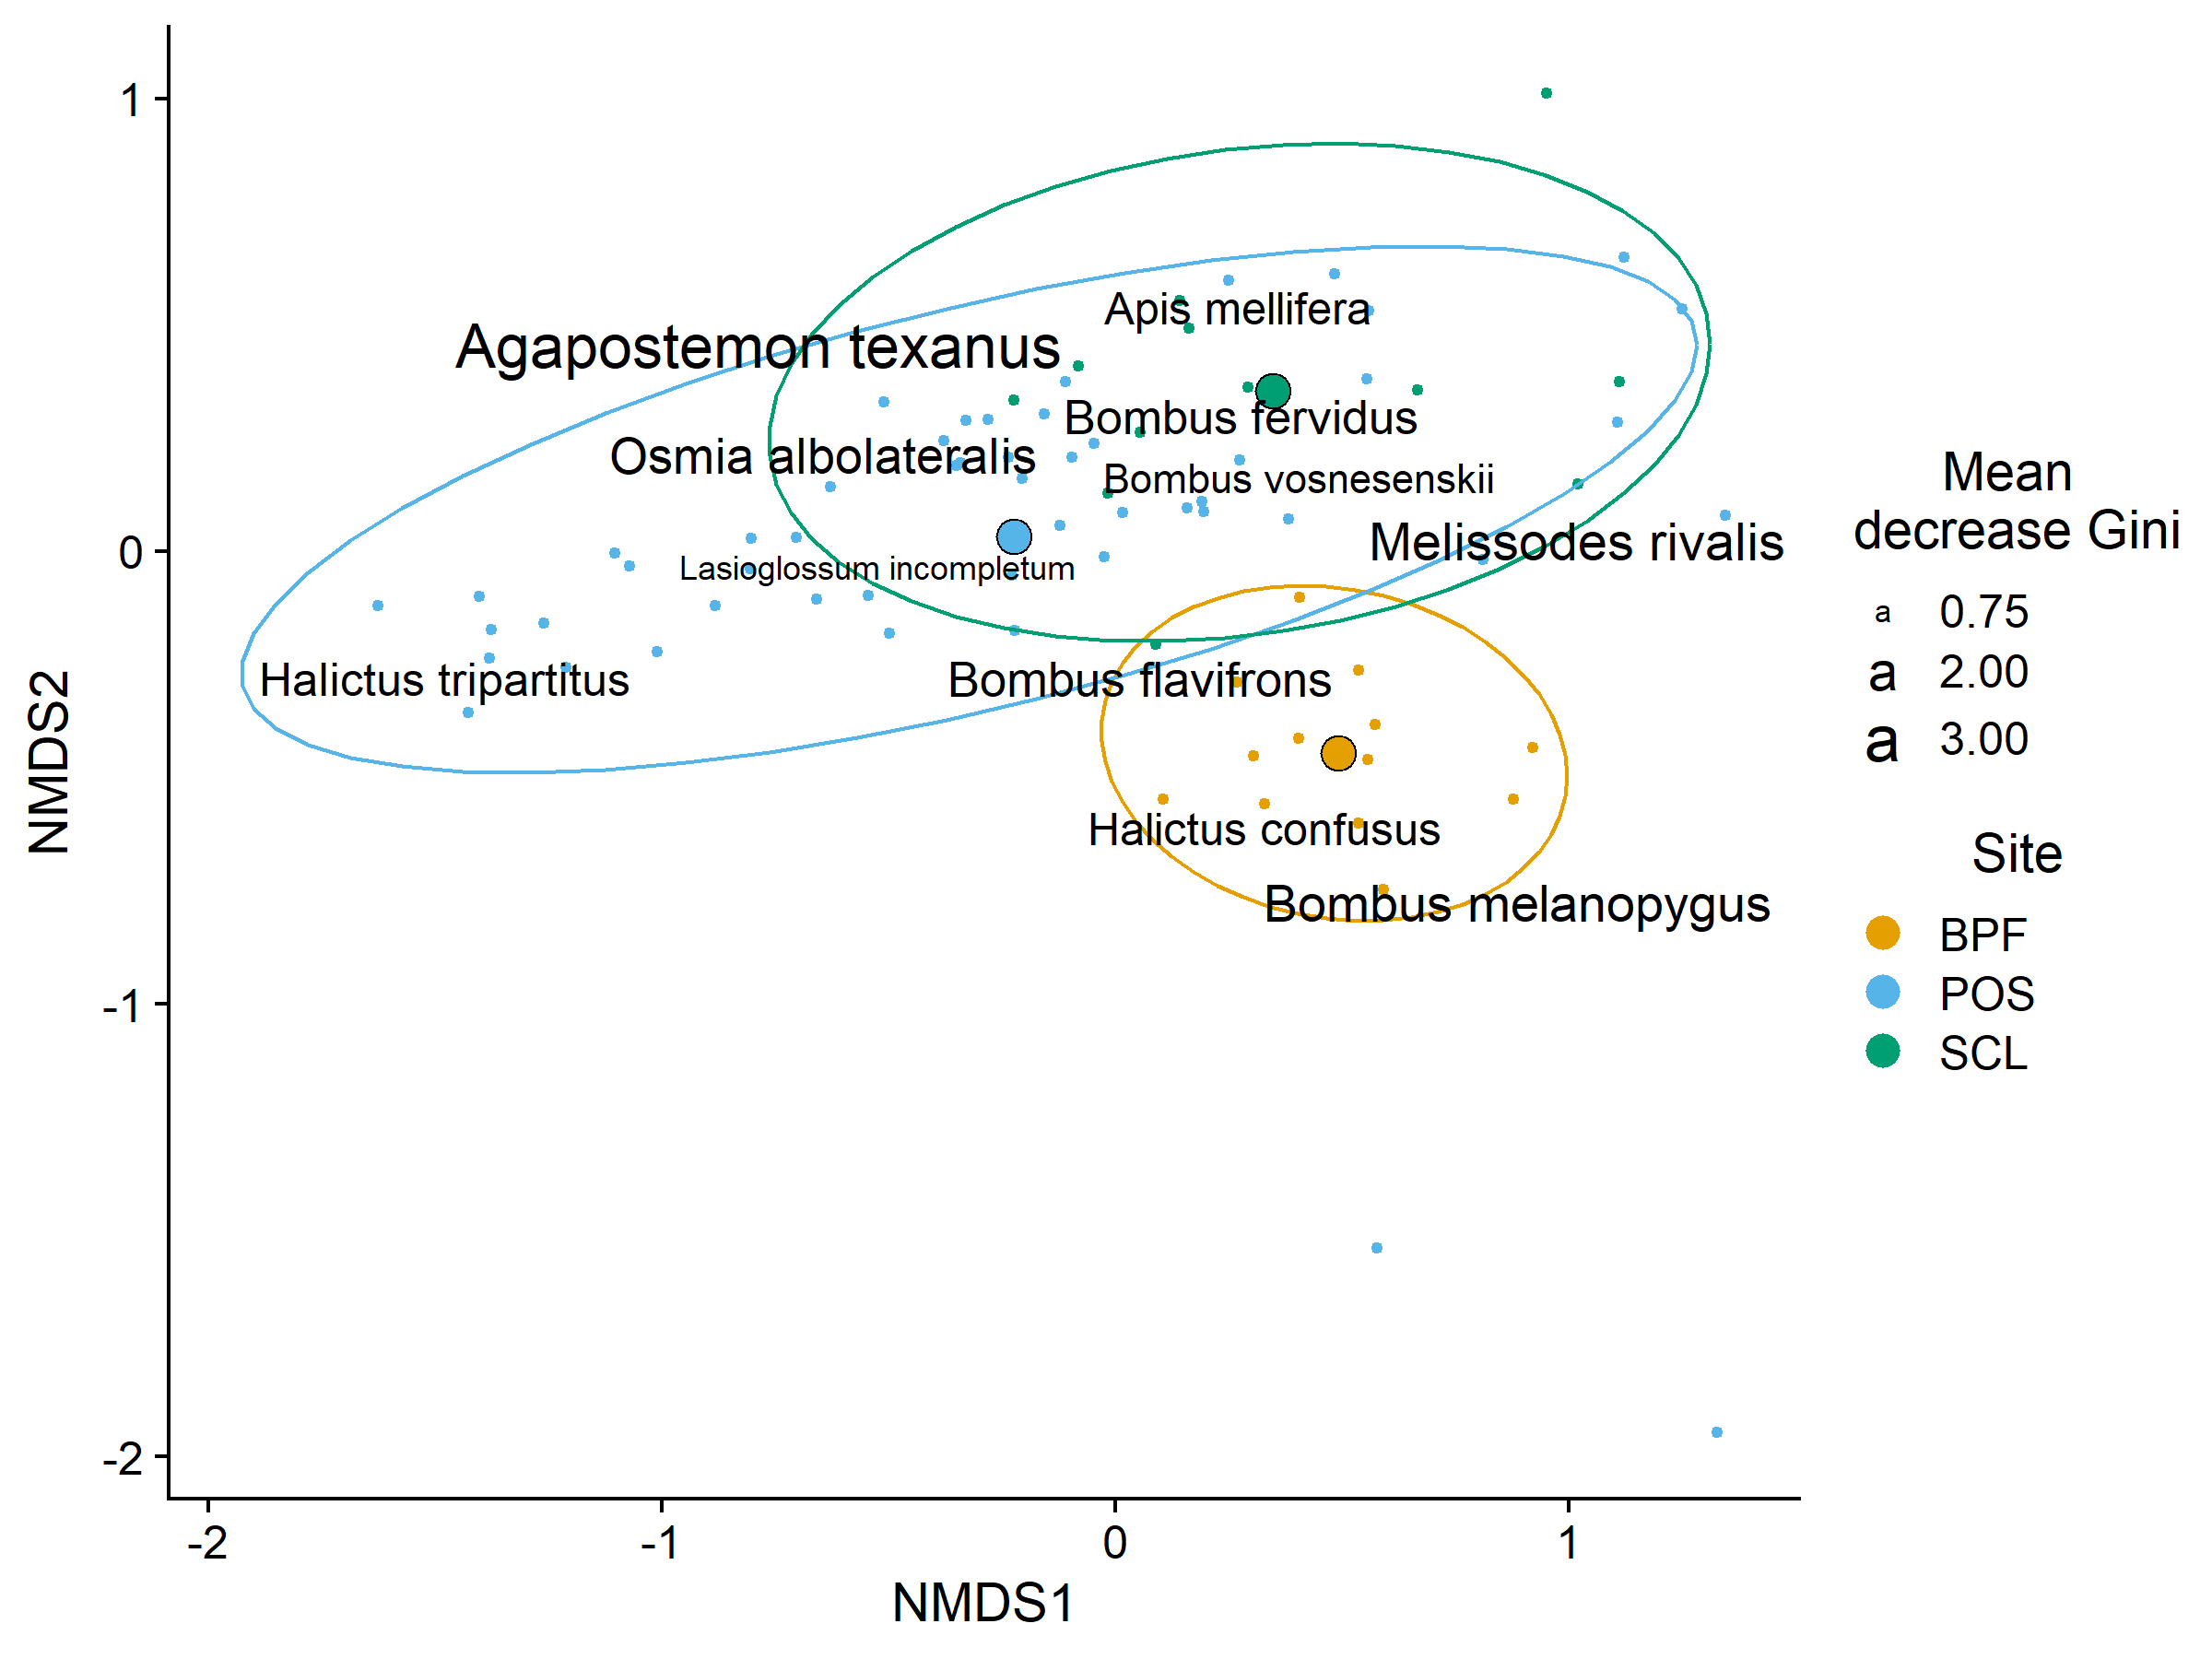 1
0
-1
-2
NMDS2
-2
-1
0
1
NMDS1
Apis mellifera
Agapostemon texanus
Bombus fervidus
Osmia albolateralis
Bombus vosnesenskii
Melissodes rivalis
Lasioglossum incompletum
Halictus tripartitus
Bombus flavifrons
Halictus confusus
Bombus melanopygus
Mean
decrease Gini
a 0.75
a 2.00
a 3.00
Site
BPF
POS
SCL